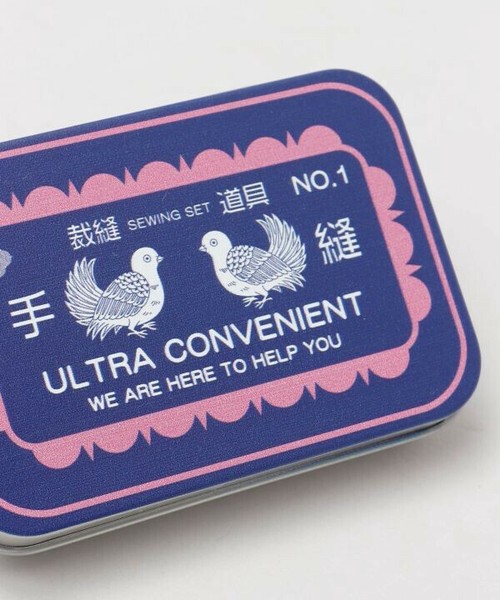 裁縫 SEWING SET 道具 NO.1
手 縫
ULTRA CONVENIENT
WE ARE HERE TO HELP YOU